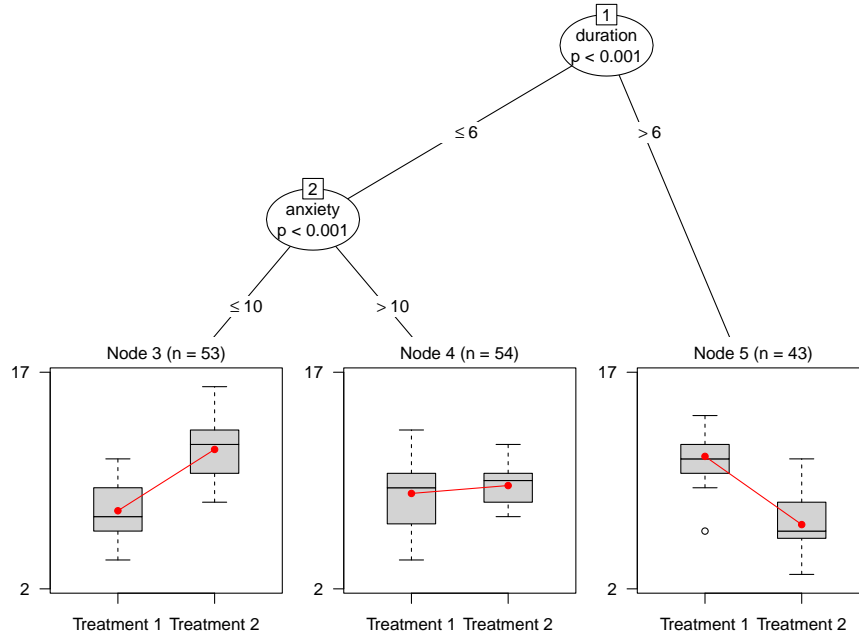 1
duration
p < 0.001
≤ 6
> 6
2
anxiety
p < 0.001
≤ 10
> 10
Node 3 (n = 53)
Node 4 (n = 54)
Node 5 (n = 43)
17
2
Treatment 1 Treatment 2
17
2
Treatment 1 Treatment 2
17
2
Treatment 1 Treatment 2